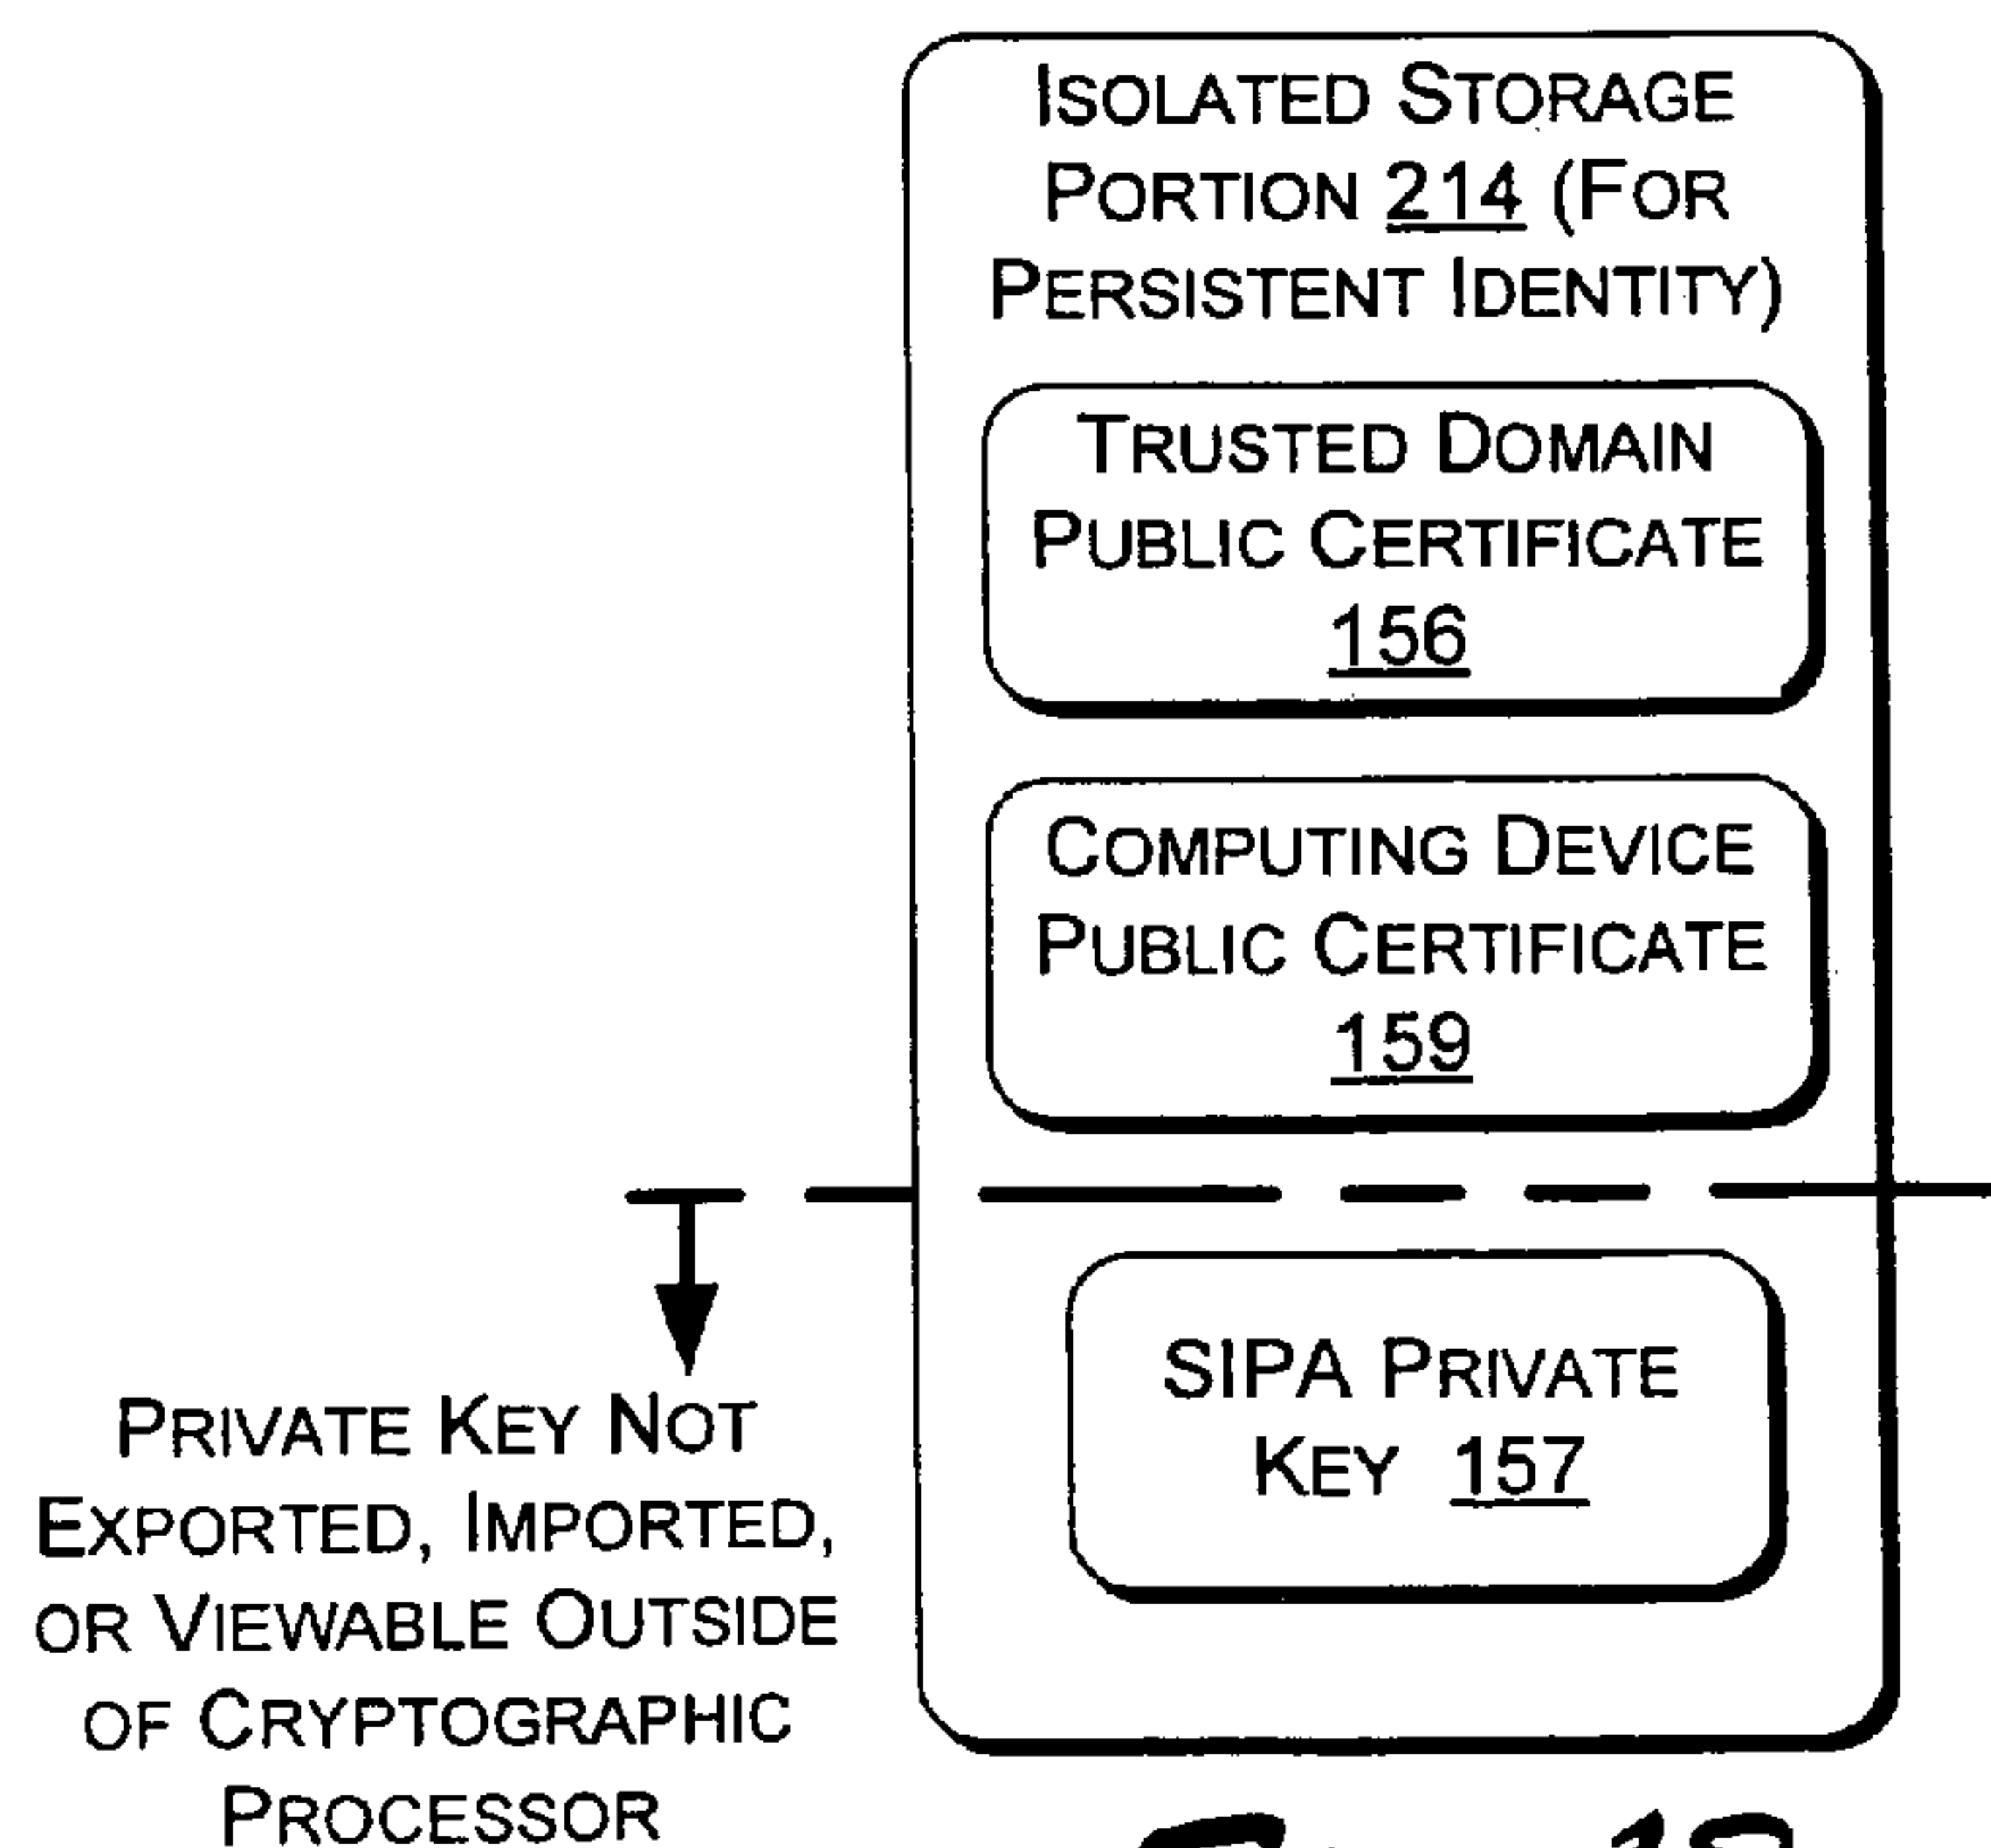 ISOLATED STORAGE
PORTION 214 (FOR
PERSISTENT IDENTITY)
TRUSTED DOMAIN
PUBLIC CERTIFICATE
156
COMPUTING DEVICE
PUBLIC CERTIFICATE
159
SIPA PRIVATE
KEY 157
PRIVATE KEY NOT
EXPORTED, IMPORTED,
OR VIEWABLE OUTSIDE
OF CRYPTOGRAPHIC
PROCESSOR